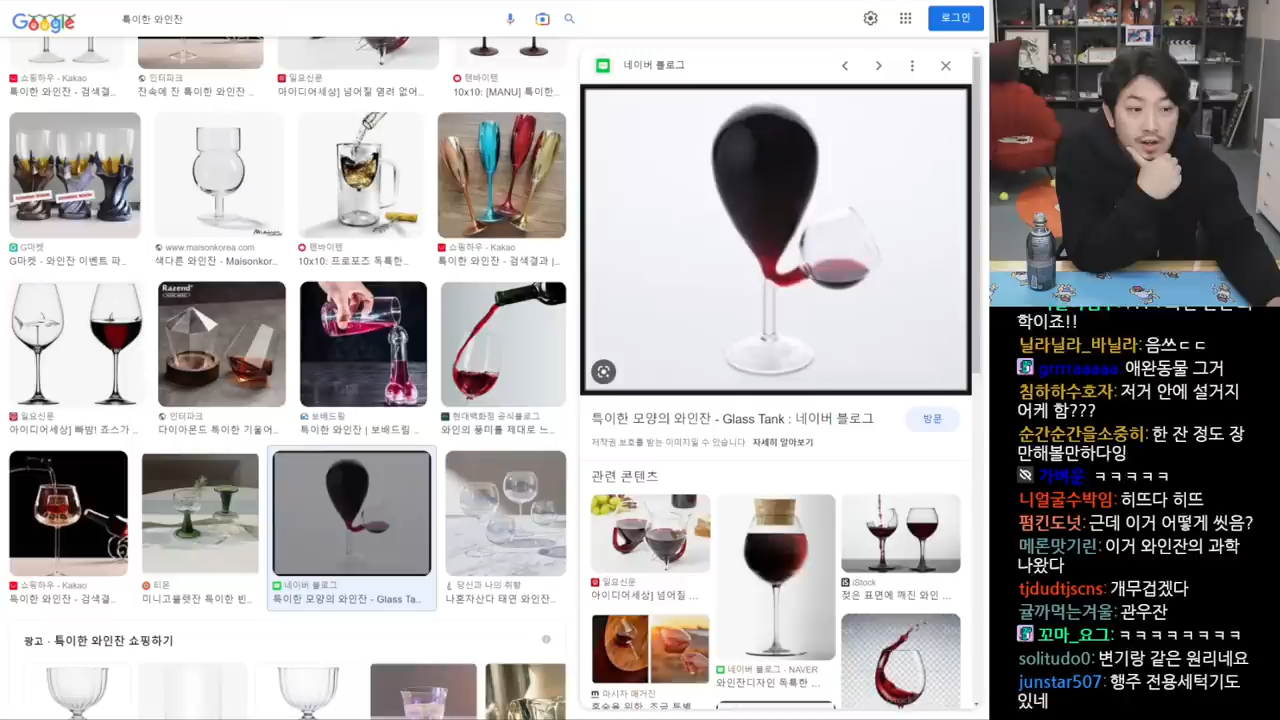 Google
특이한 와인잔
로그인
쇼핑하우 - Kakao
특이한 와인잔 - 검색결...
인터파크
잔속에 잔 특이한 와인잔 ...
일요신문
아이디어세상] 넘어질 염려 없어...
텐바이텐
10x10: [MANU] 특이한...
G마켓
G마켓 - 와인잔 이벤트 파...
www.maisonkorea.com
색다른 와인잔 - Maisonkor...
텐바이텐
10x10: 프로포즈 독특한...
쇼핑하우 - Kakao
특이한 와인잔 - 검색결과 |...
Razend
일요신문
아이디어세상] 빠밤! 죠스가 ...
인터파크
다이아몬드 특이한 기울어...
보배드림
특이한 와인잔 | 보배드림 ...
현대백화점 공식블로그
와인의 풍미를 제대로 느...
쇼핑하우 - Kakao
특이한 와인잔 - 검색결...
티몬
미니고블렛잔 특이한 빈...
네이버 블로그
특이한 모양의 와인잔 - Glass Ta...
당신과 나의 취향
나혼자산다 태연 와인잔...
광고 · 특이한 와인잔 쇼핑하기
네이버 블로그
특이한 모양의 와인잔 - Glass Tank : 네이버 블로그
방문
저작권 보호를 받는 이미지일 수 있습니다 자세히 알아보기
관련 콘텐츠
일요신문
아이디어세상] 넘어질 ...
네이버 블로그 - NAVER
와인잔디자인 독특한 ...
iStock
젖은 표면에 깨진 와인 ...
마시자 매거진
학이죠!!
닐라닐라_바닐라: 음쓰ㄷㄷ
grrrraaaaa 애완동물 그거
침하하수호자: 저거 안에 설거지
어케 함???
순간순간을소중히: 한 잔 정도 장
만해볼만하다잉
가벼운 ㅋㅋㅋㅋㅋ
니얼굴수박임: 히뜨다 히뜨
펌킨도넛: 근데 이거 어떻게 씻음?
메론맛기린: 이거 와인잔의 과학
나왔다
tjdudtjscns: 개무겁겠다
귤까먹는겨울: 관우잔
꼬마_요그: ㅋㅋㅋㅋㅋㅋㅋㅋ
solitudo0: 변기랑 같은 원리네요
junstar507: 행주 전용세턱기도
있네